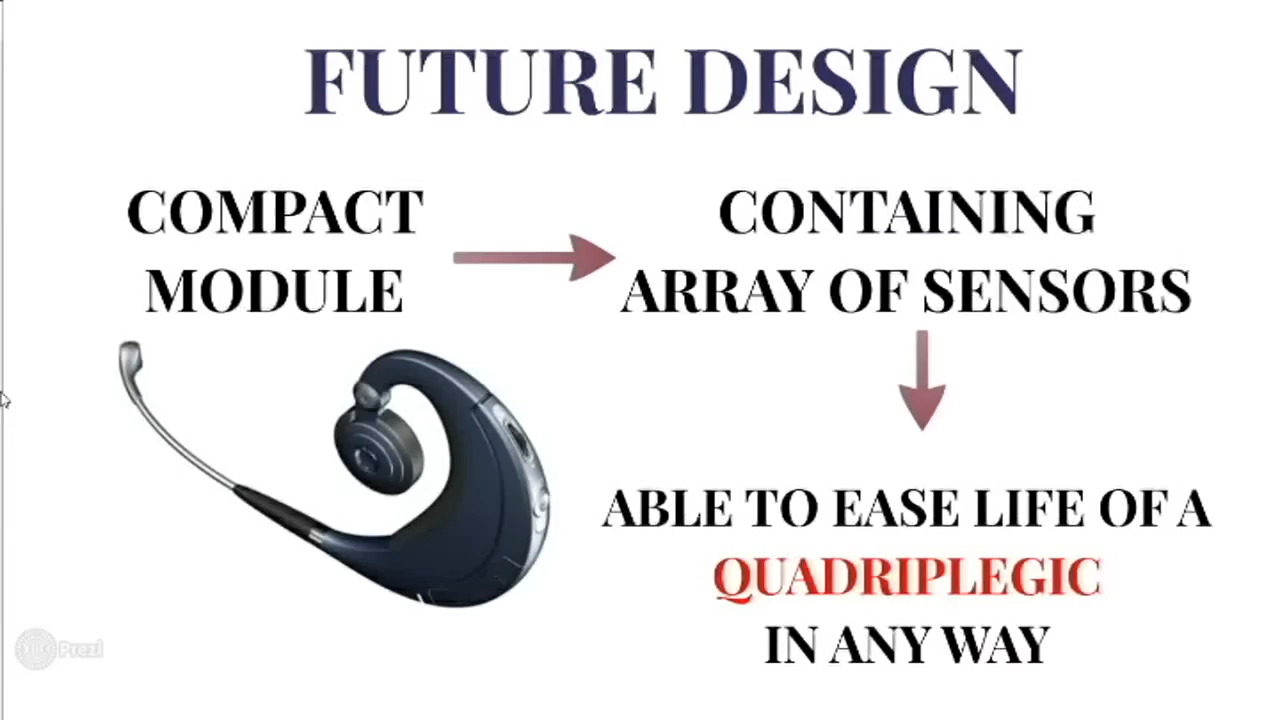 FUTURE DESIGN
COMPACT
MODULE
CONTAINING
ARRAY OF SENSORS
ABLE TO EASE LIFE OF A
QUADRIPLEGIC
IN ANY WAY
Prezi